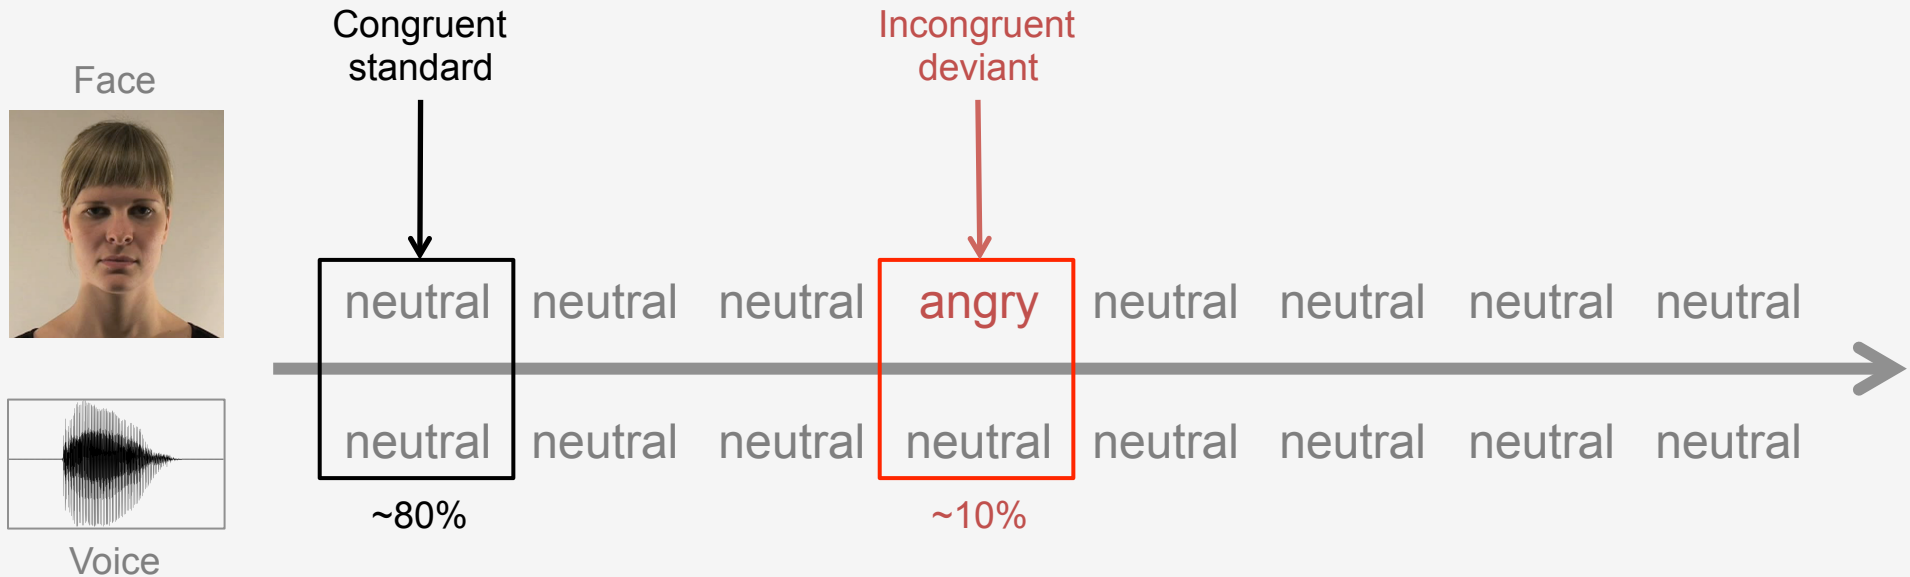 Congruent
standard
Incongruent
deviant
Face
neutral neutral neutral angry neutral neutral neutral neutral
neutral neutral neutral neutral neutral neutral neutral neutral
~80%
~10%
Voice